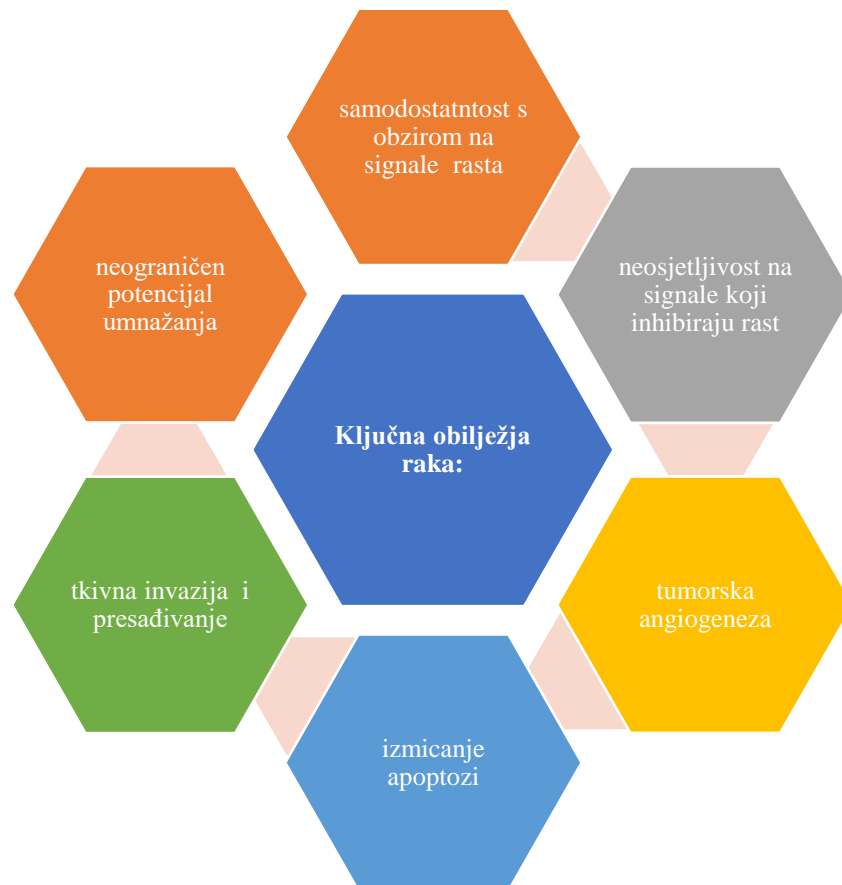 samodostatntost s
obzirom na
signale rasta
neograničen
potencijal
umnažanja
neosjetljivost na
signale koji
inhibiraju rast
Ključna obilježja
raka:
tkivna invazija i
presađivanje
tumorska
angiogeneza
izmicanje
apoptozi